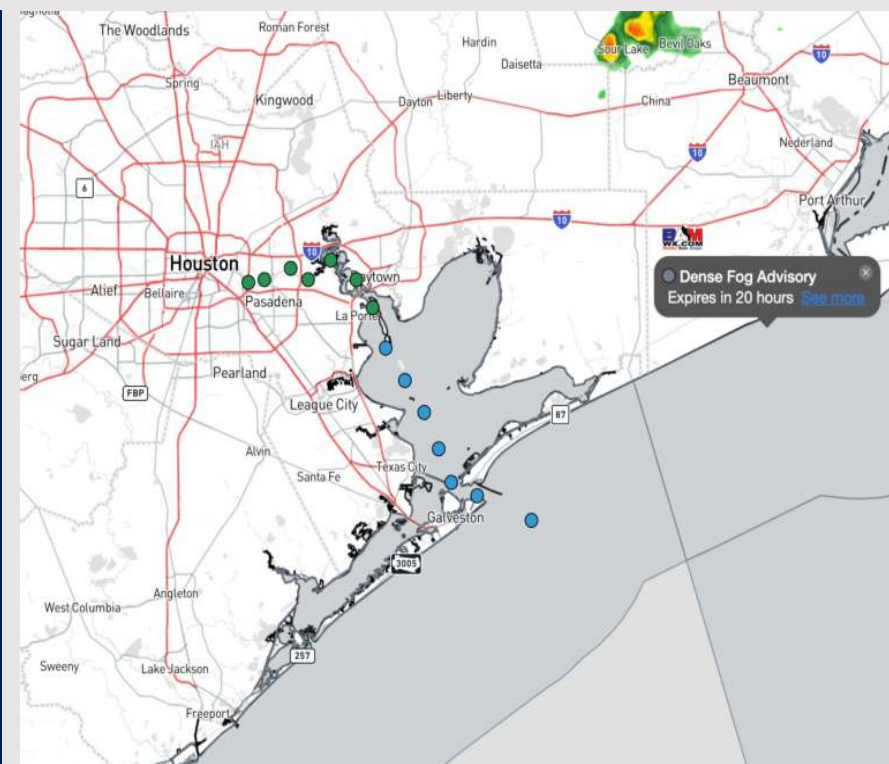 The Woodlands
Roman Forest
Hardin
Sour Lake
Bevil Oaks
Daisetta
10
Spring
Kingwood
Dayton
Liberty
China
Beaumont
IAH
Nederland
10
6
Port Arthur
10
BAM
WX.COM
Houston
10
Baytown
Dense Fog Advisory
Expires in 20 hours See more
Alief
Bellaire
Pasadena
La Porte
Sugar Land
Pearland
FBP
League City
87
Alvin
Texas City
Santa Fe
Galveston
3005
Angleton
West Columbia
257
Sweeny
Lake Jackson
Freeport